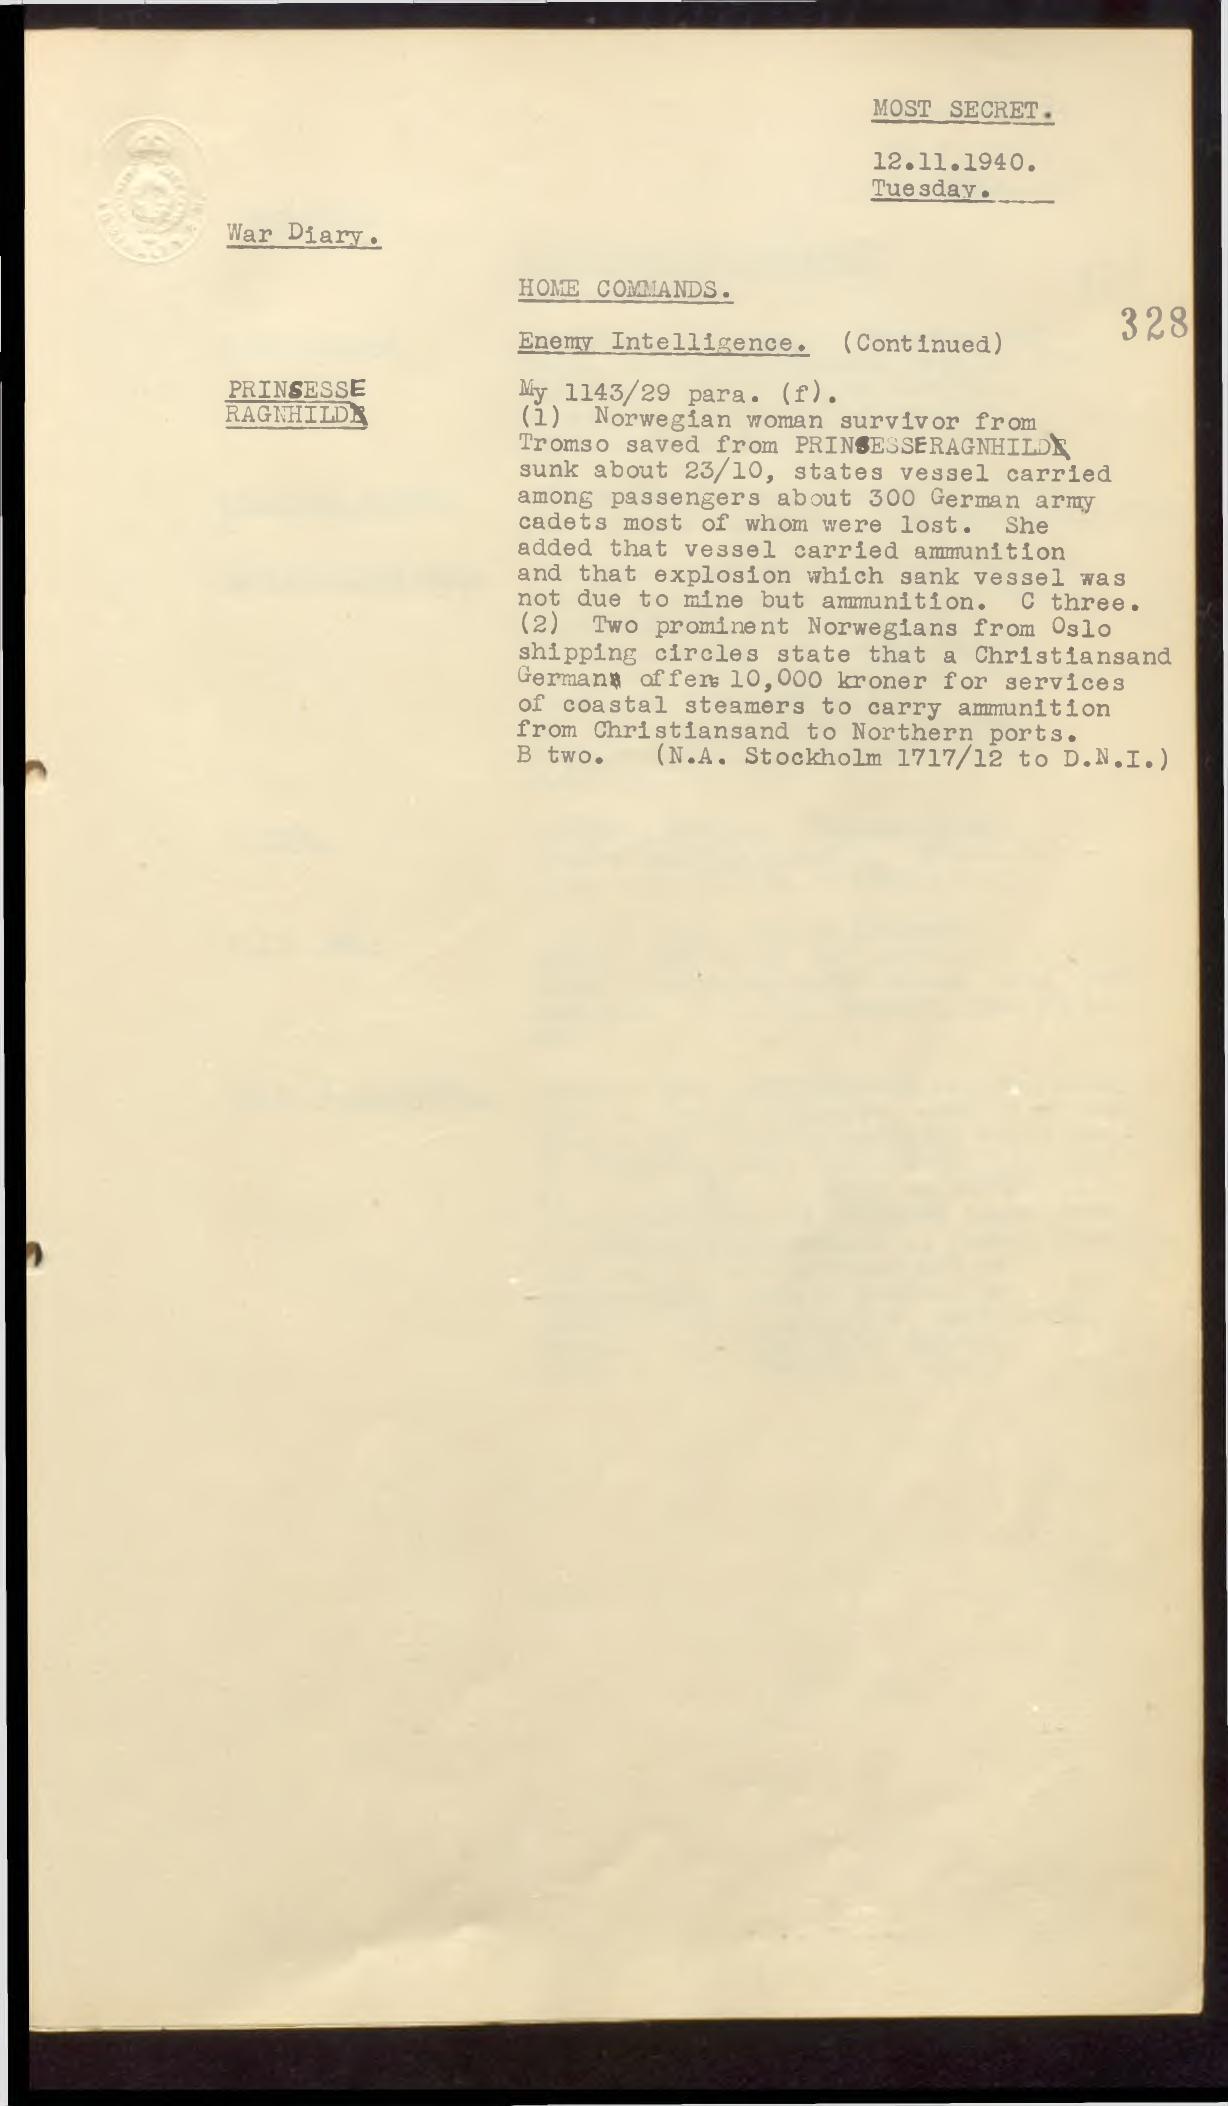 MOST SECRET.
12.11.1940.
Tuesday.
War Diary.
HOME COMMANDS.
328
Enemy Intelligence. (Continued)
PRINSESSE
RAGNHILD
My 1143/29 para. (f).
(1) Norwegian woman survivor from
Tromso saved from PRINSESSERAGNHILD
sunk about 23/10, states vessel carried
among passengers about 300 German army
cadets most of whom were lost. She
added that vessel carried ammunition
and that explosion which sank vessel was
not due to mine but ammunition. C three.
(2) Two prominent Norwegians from Oslo
shipping circles state that a Christiansand
German offers 10,000 kroner for services
of coastal steamers to carry ammunition
from Christiansand to Northern ports.
B two. (N.A. Stockholm 1717/12 to D.N.I.)